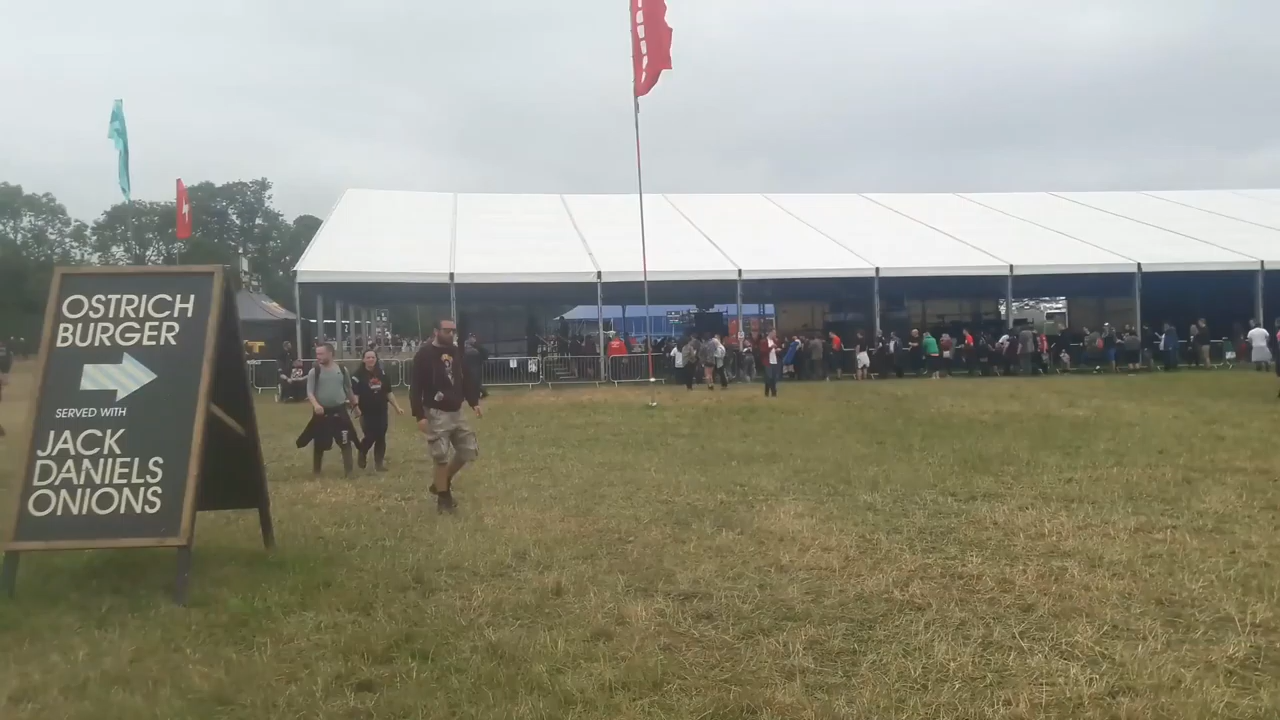 OSTRICH
BURGER
SERVED WITH
JACK
DANIELS
ONIONS